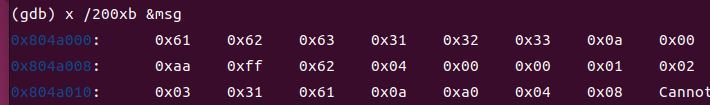 (gdb) x /200xb &msg
0x804a000: 0x61 0x62 0x63 0x31 0x32 0x33 0x0a 0x00
0x804a008: 0xaa 0xff 0x62 0x04 0x00 0x00 0x01 0x02
0x804a010: 0x03 0x31 0x61 0x0a 0xa0 0x04 0x08 Cannot